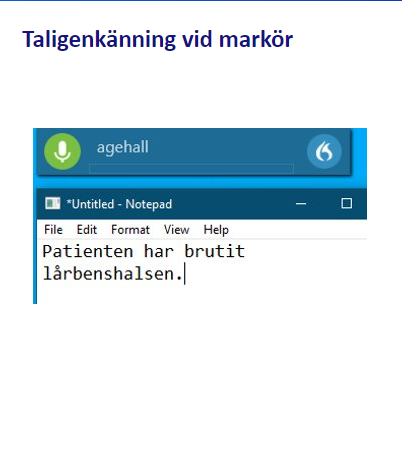 Taligenkänning vid markör
agehall
*Untitled - Notepad
File Edit Format View Help
Patienten har brutit
lårbenshalsen.